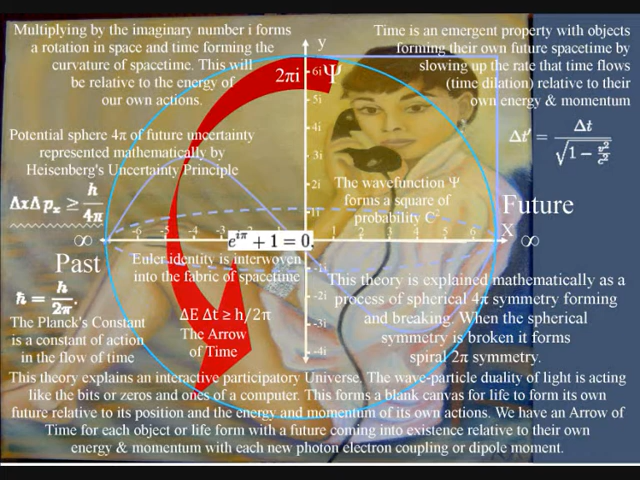 Multiplying by the imaginary number i forms
a rotation in space and time forming the
curvature of spacetime. This will
be relative to the energy of
our own actions.
Time is an emergent property with objects
forming their own future spacetime by
slowing up the rate that time flows
(time dilation) relative to their
own energy & momentum
y
2πi
Ψ
6i
5i
4i
3i
2i
1i
Δt' = Δt / √(1 − v²/c²)
Potential sphere 4π of future uncertainty
represented mathematically by
Heisenberg's Uncertainty Principle
ΔxΔpₓ ≥ h/4π
The wavefunction Ψ
forms a square of
probability C²
Future
X
∞
∞
-6 -5 -4 -3 -2 -1 1 2 3 4 5 6
e^{iπ} + 1 = 0.
Past
Euler identity is interwoven
into the fabric of spacetime
-1i
-2i
-3i
-4i
ħ = h/2π.
The Planck's Constant
is a constant of action
in the flow of time
ΔE Δt ≥ h/2π
The Arrow
of Time
This theory is explained mathematically as a
process of spherical 4π symmetry forming
and breaking. When the spherical
symmetry is broken it forms
spiral 2π symmetry.
This theory explains an interactive participatory Universe. The wave-particle duality of light is acting
like the bits or zeros and ones of a computer. This forms a blank canvas for life to form its own
future relative to its position and the energy and momentum of its own actions. We have an Arrow of
Time for each object or life form with a future coming into existence relative to their own
energy & momentum with each new photon electron coupling or dipole moment.